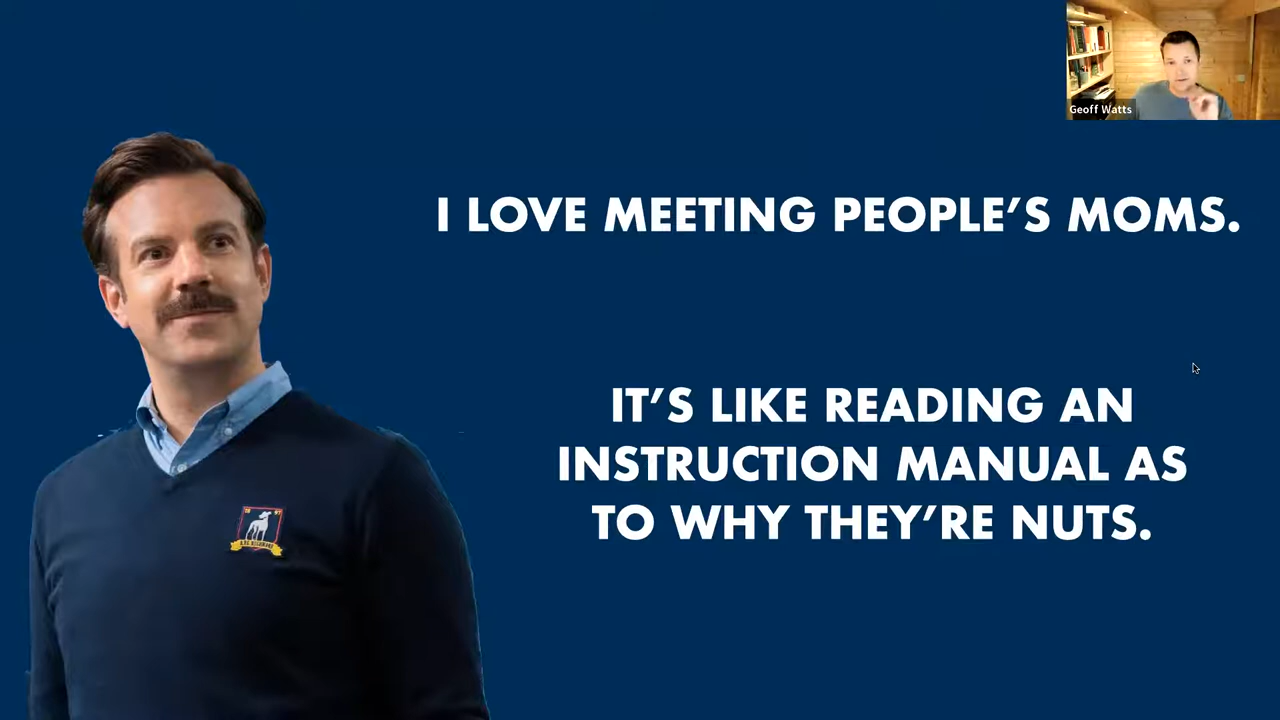 Geoff Watts
I LOVE MEETING PEOPLE’S MOMS.
IT’S LIKE READING AN
INSTRUCTION MANUAL AS
TO WHY THEY’RE NUTS.